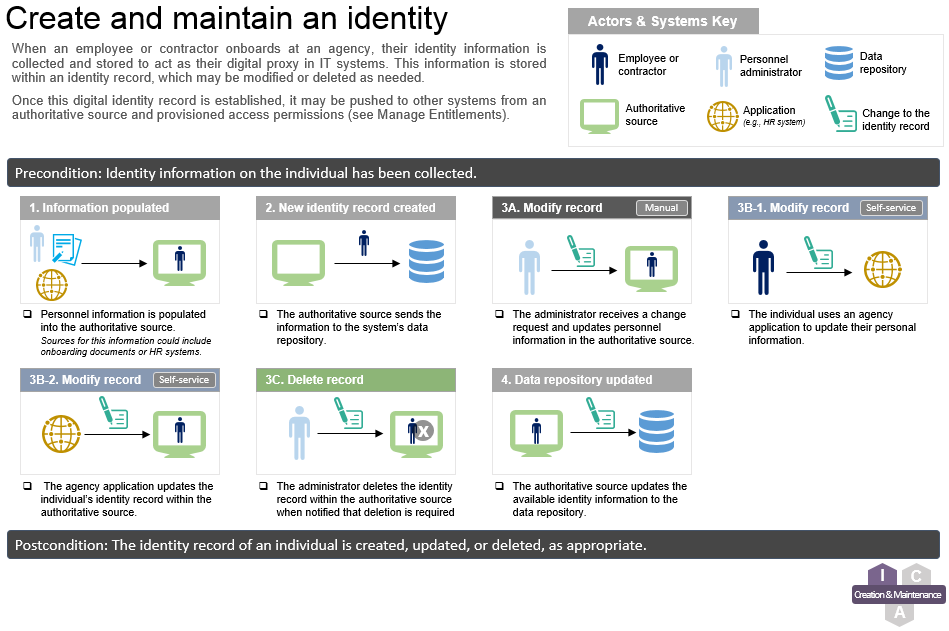 Create and maintain an identity
When an employee or contractor onboards at an agency, their identity information is
collected and stored to act as their digital proxy in IT systems. This information is stored
within an identity record, which may be modified or deleted as needed.
Once this digital identity record is established, it may be pushed to other systems from an
authoritative source and provisioned access permissions (see Manage Entitlements).
Actors & Systems Key
Employee or
contractor
Personnel
administrator
Data
repository
Authoritative
source
Application
(e.g., HR system)
Change to the
identity record
Precondition: Identity information on the individual has been collected.
1. Information populated
Personnel information is populated
into the authoritative source.
Sources for this information could include
onboarding documents or HR systems.
2. New identity record created
The authoritative source sends the
information to the system's data
repository.
3A. Modify record
Manual
The administrator receives a change
request and updates personnel
information in the authoritative source.
3B-1. Modify record
Self-service
The individual uses an agency
application to update their personal
information.
3B-2. Modify record
Self-service
The agency application updates the
individual's identity record within the
authoritative source.
3C. Delete record
X
The administrator deletes the identity
record within the authoritative source
when notified that deletion is required
4. Data repository updated
The authoritative source updates the
available identity information to the
data repository.
Postcondition: The identity record of an individual is created, updated, or deleted, as appropriate.
I C
Creation & Maintenance
A